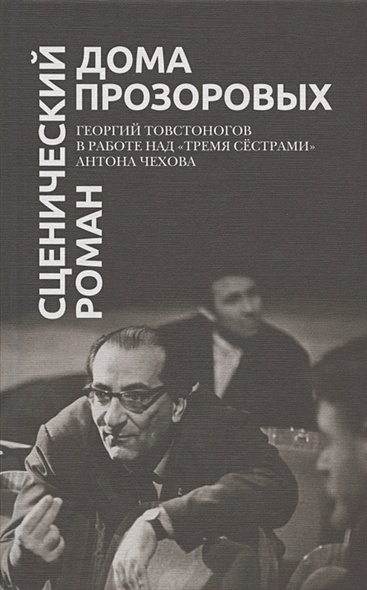 СЦЕНИЧЕСКИЙ
РОМАН
ДОМА
ПРОЗОРОВЫХ
ГЕОРГИЙ ТОВСТОНОГОВ
В РАБОТЕ НАД «ТРЕМЯ СЁСТРАМИ»
АНТОНА ЧЕХОВА